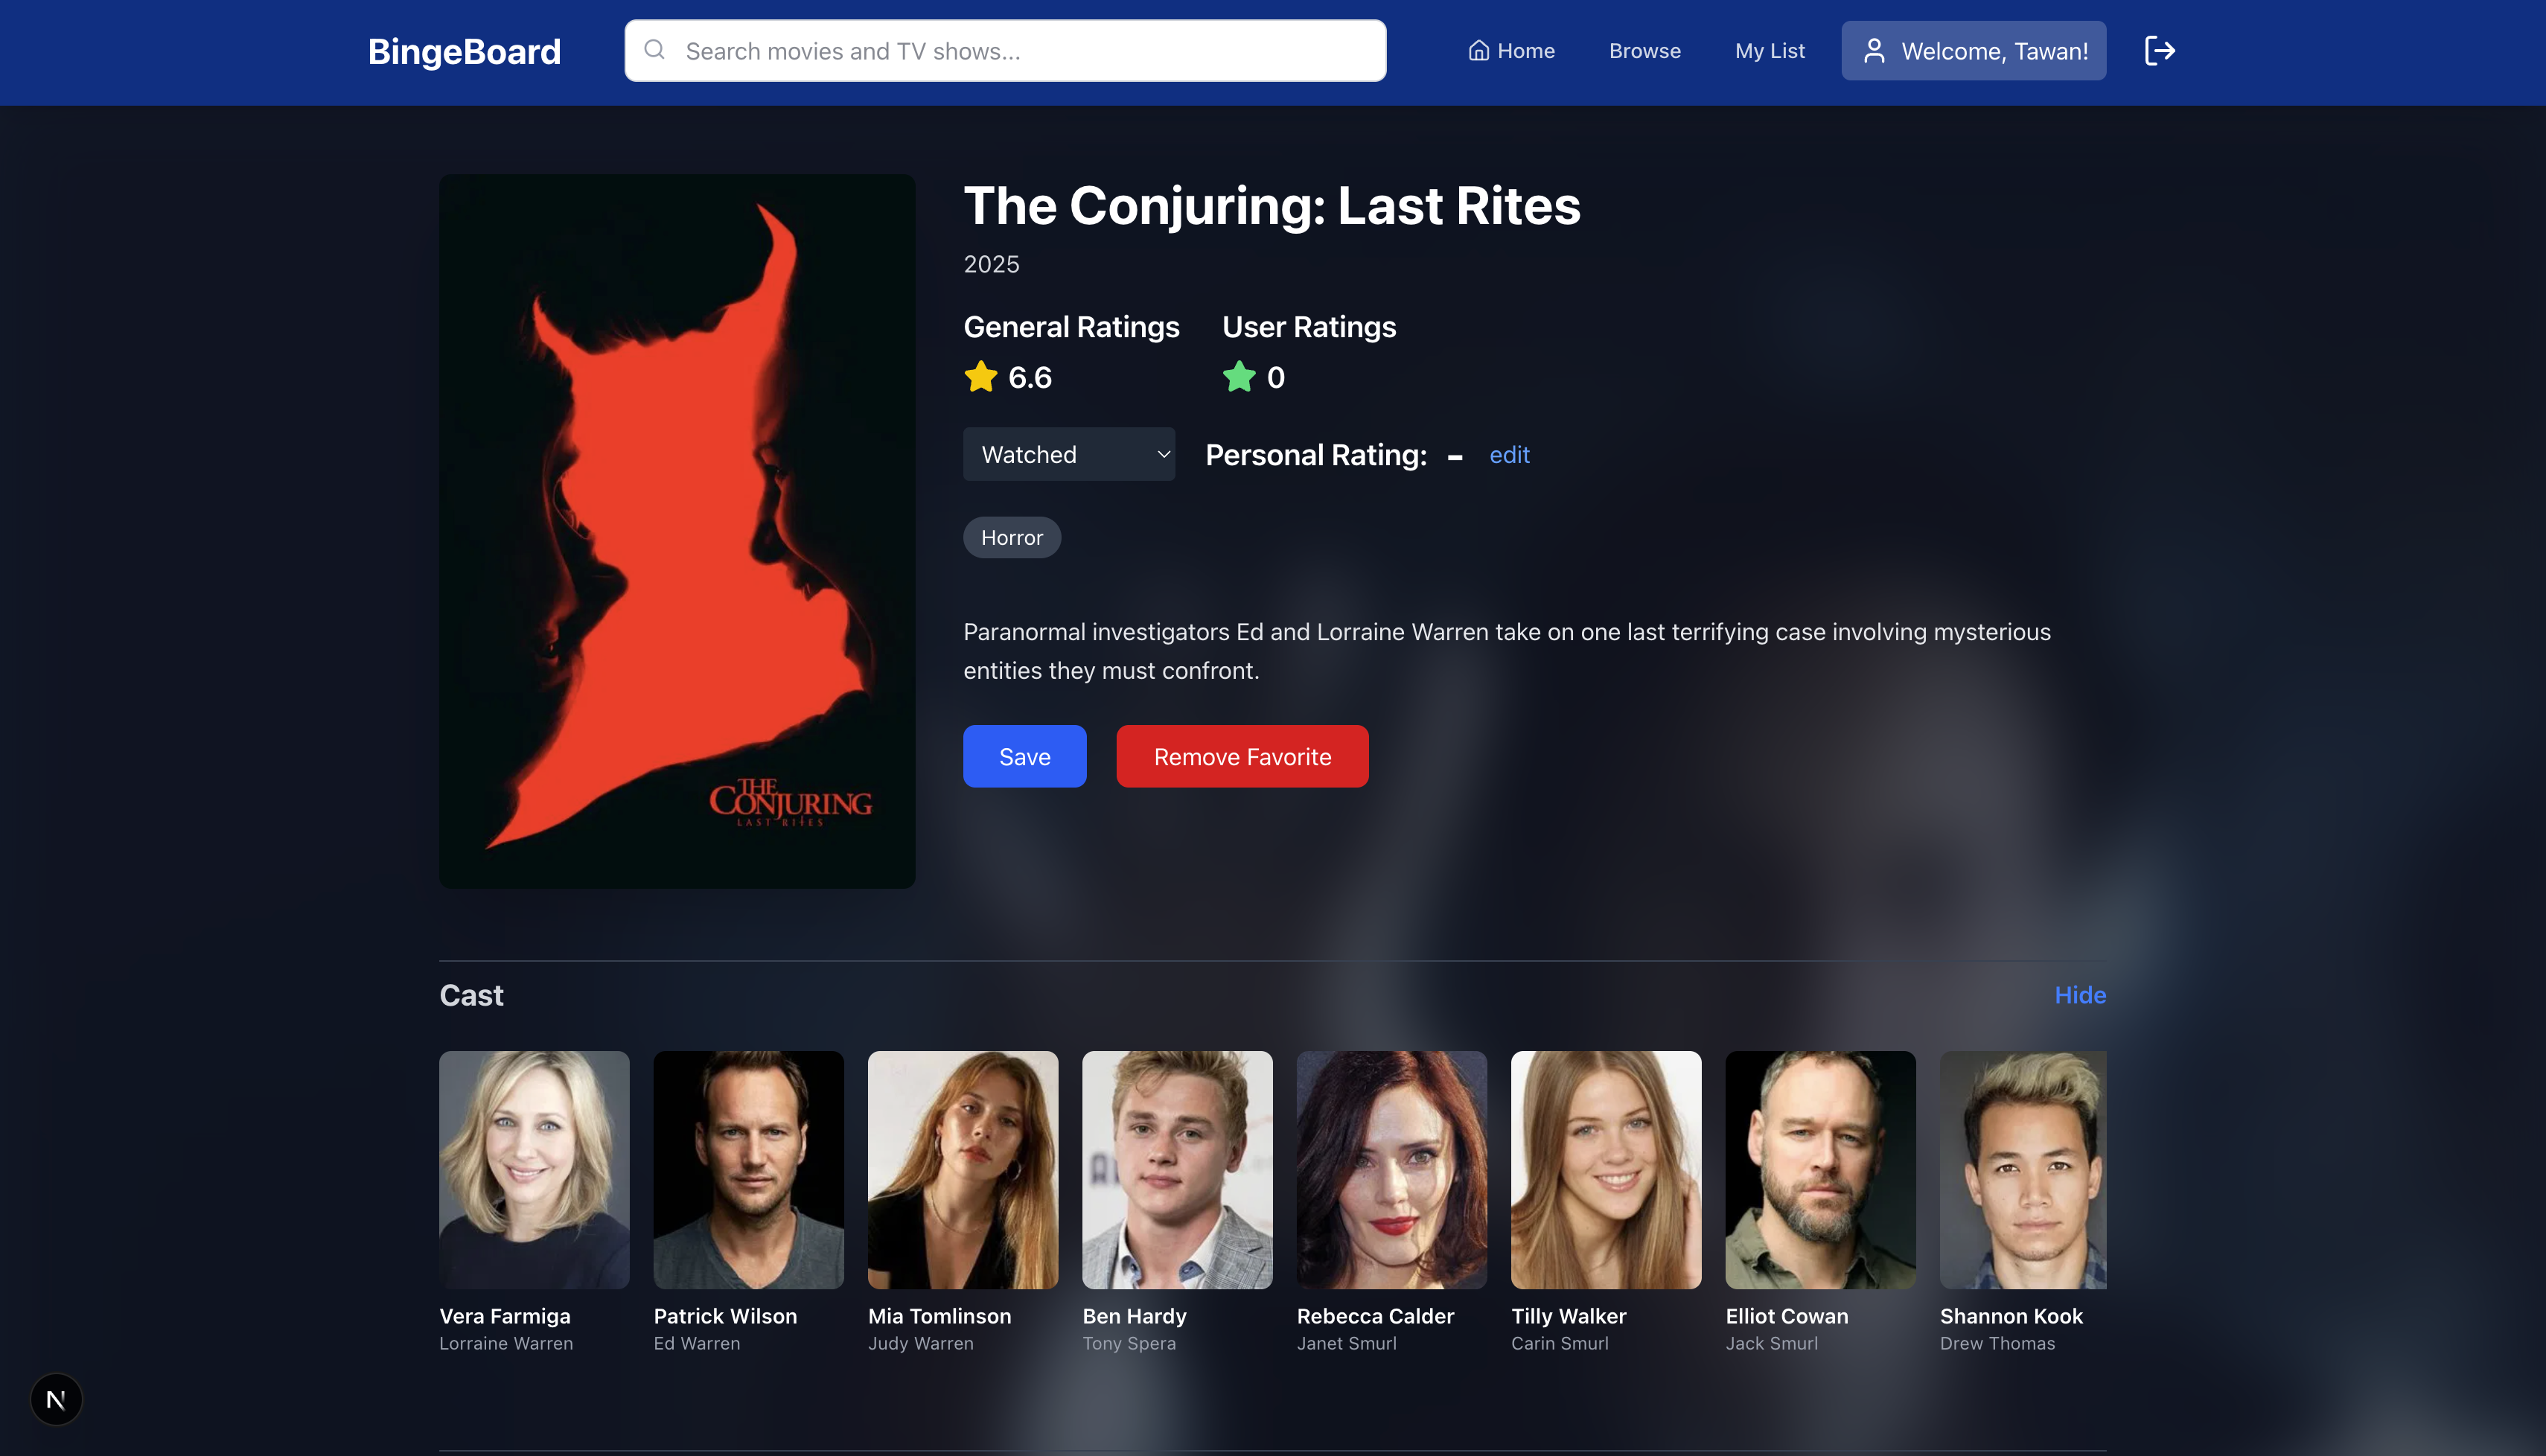 BingeBoard
Search movies and TV shows...
Home
Browse
My List
Welcome, Tawan!
The Conjuring: Last Rites
2025
General Ratings
User Ratings
6.6
0
Watched
Personal Rating:
-
edit
Horror
Paranormal investigators Ed and Lorraine Warren take on one last terrifying case involving mysterious
entities they must confront.
Save
Remove Favorite
THE
CONJURING
LAST RITES
Cast
Hide
Vera Farmiga
Lorraine Warren
Patrick Wilson
Ed Warren
Mia Tomlinson
Judy Warren
Ben Hardy
Tony Spera
Rebecca Calder
Janet Smurl
Tilly Walker
Carin Smurl
Elliot Cowan
Jack Smurl
Shannon Kook
Drew Thomas
N